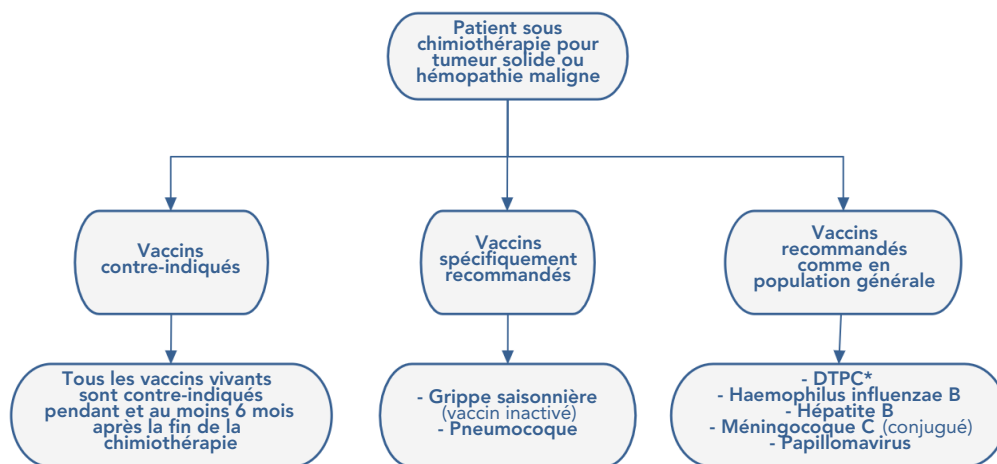 Patient sous
chimiothérapie pour
tumeur solide ou
hémopathie maligne
Vaccins
contre-indiqués
Vaccins
spécifiquement
recommandés
Vaccins
recommandés
comme en
population générale
Tous les vaccins vivants
sont contre-indiqués
pendant et au moins 6 mois
après la fin de la
chimiothérapie
- Grippe saisonnière
(vaccin inactivé)
- Pneumocoque
- DTPC*
- Haemophilus influenzae B
- Hépatite B
- Méningocoque C (conjugué)
- Papillomavirus